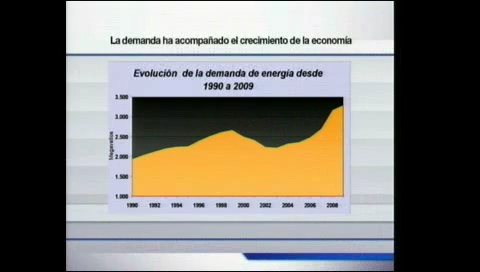 La demanda ha acompañado el crecimiento de la economía
Evolución de la demanda de energía desde
1990 a 2009
3.500
3.000
2.500
2.000
1.500
1.000
Megavatios
1990 1992 1994 1996 1998 2000 2002 2004 2006 2008